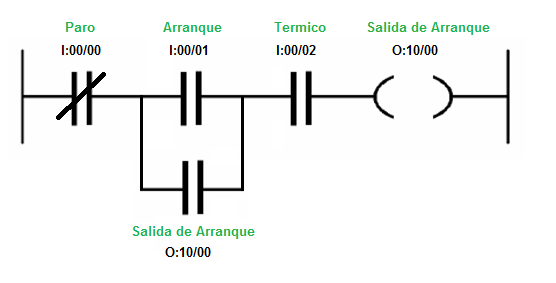 Paro Arranque Termico Salida de Arranque
I:00/00 I:00/01 I:00/02 O:10/00
Salida de Arranque
O:10/00